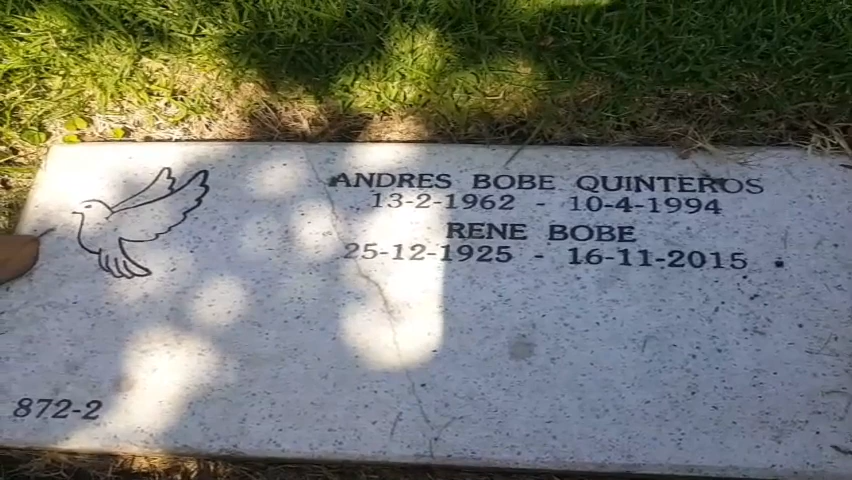 ANDRES BOBE QUINTEROS
13-2-1962 - 10-4-1994
RENE BOBE
25-12-1925 - 16-11-2015
872-2